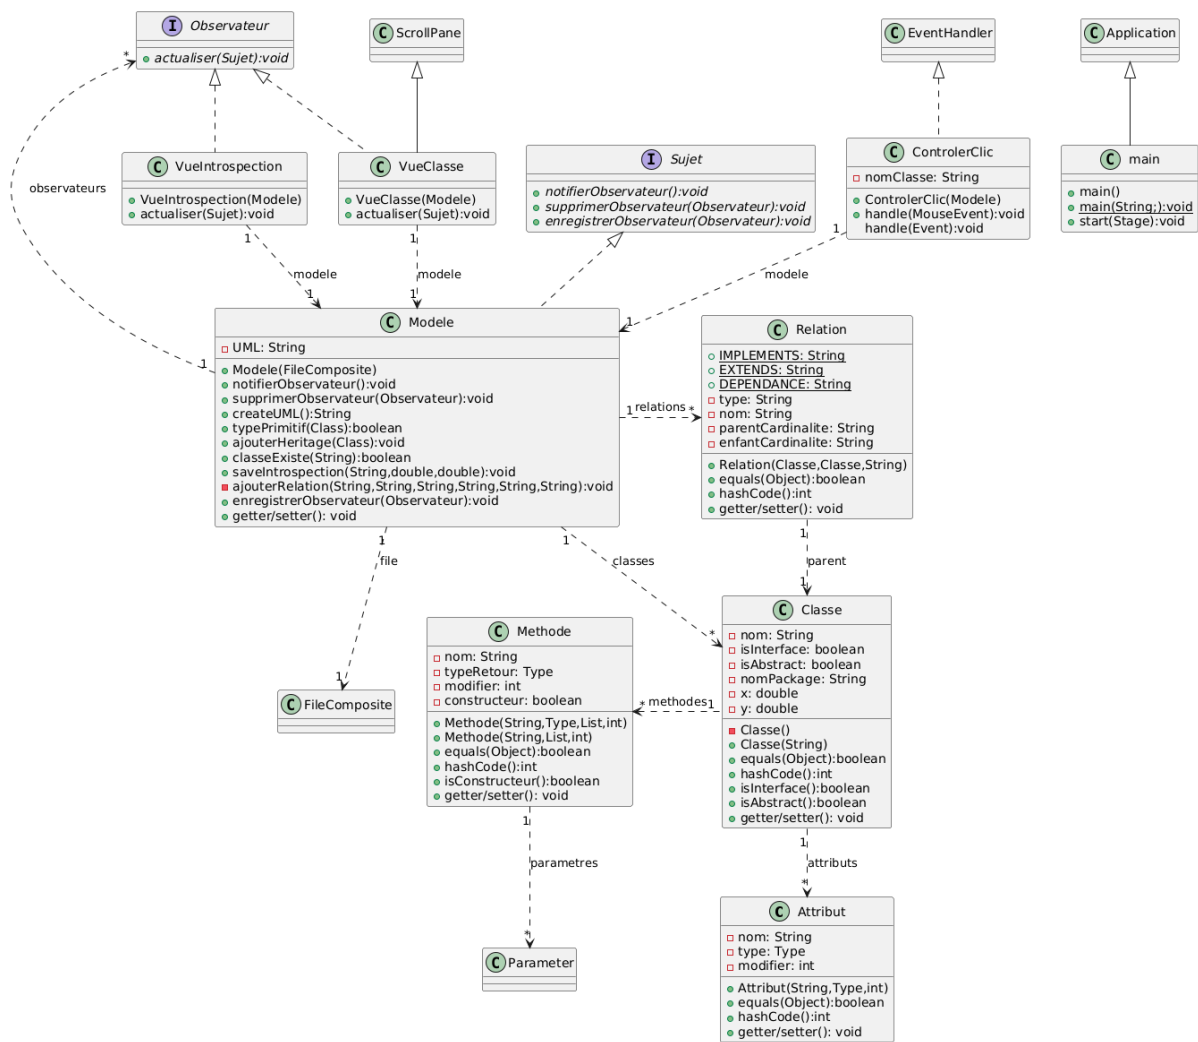 I Observateur
actualiser(Sujet):void
C ScrollPane
C EventHandler
C Application
*
observateurs
C VueIntrospection
VueIntrospection(Modele)
actualiser(Sujet):void
C VueClasse
VueClasse(Modele)
actualiser(Sujet):void
I Sujet
notifierObservateur():void
supprimerObservateur(Observateur):void
enregistrerObservateur(Observateur):void
C ControlerClic
nomClasse: String
ControlerClic(Modele)
handle(MouseEvent):void
handle(Event):void
C main
main()
main(String;):void
start(Stage):void
1
modele
1
1
modele
1
1
modele
1
1
C Modele
UML: String
Modele(FileComposite)
notifierObservateur():void
supprimerObservateur(Observateur):void
createUML():String
typePrimitif(Class):boolean
ajouterHeritage(Class):void
classeExiste(String):boolean
saveIntrospection(String,double,double):void
ajouterRelation(String,String,String,String,String,String):void
enregistrerObservateur(Observateur):void
getter/setter(): void
1 relations *
C Relation
IMPLEMENTS: String
EXTENDS: String
DEPENDANCE: String
type: String
nom: String
parentCardinalite: String
enfantCardinalite: String
Relation(Classe,Classe,String)
equals(Object):boolean
hashCode():int
getter/setter(): void
1
file
1
1
classes
*
1
parent
1
C Methode
nom: String
typeRetour: Type
modifier: int
constructeur: boolean
Methode(String,Type,List,int)
Methode(String,List,int)
equals(Object):boolean
hashCode():int
isConstructeur():boolean
getter/setter(): void
* methodes 1
C Classe
nom: String
isInterface: boolean
isAbstract: boolean
nomPackage: String
x: double
y: double
Classe()
Classe(String)
equals(Object):boolean
hashCode():int
isInterface():boolean
isAbstract():boolean
getter/setter(): void
C FileComposite
1
parametres
*
1
attributs
*
C Parameter
C Attribut
nom: String
type: Type
modifier: int
Attribut(String,Type,int)
equals(Object):boolean
hashCode():int
getter/setter(): void